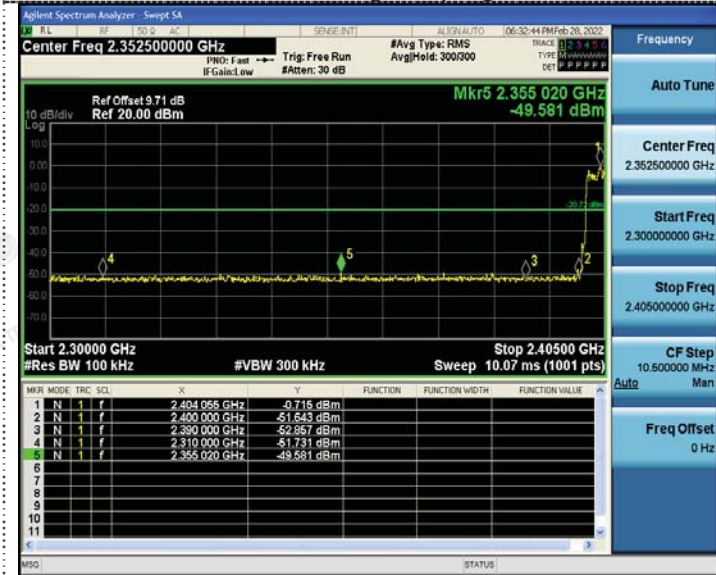 Agilent Spectrum Analyzer - Swept SA
RL RF 50 Ω AC SENSE:INT ALIGNAUTO 06:32:44 PM Feb 28, 2022
Center Freq 2.352500000 GHz
PNO: Fast
IFGain:Low
Trig: Free Run
#Atten: 30 dB
#Avg Type: RMS
Avg|Hold: 300/300
TRACE 1 2 3 4 5 6
TYPE M
DET P P P P P P
Mkr5 2.355 020 GHz
-49.581 dBm
Ref Offset 9.71 dB
10 dB/div Ref 20.00 dBm
Log
10.0
0.00
-10.0
-20.0
-20.72 dBm
-30.0
-40.0
-50.0
-60.0
-70.0
1
2
3
4
5
Start 2.30000 GHz
Stop 2.40500 GHz
#Res BW 100 kHz #VBW 300 kHz Sweep 10.07 ms (1001 pts)
MKR MODE TRC SCL X Y FUNCTION FUNCTION WIDTH FUNCTION VALUE
1 N 1 f 2.404 055 GHz -0.715 dBm
2 N 1 f 2.400 000 GHz -51.643 dBm
3 N 1 f 2.390 000 GHz -52.857 dBm
4 N 1 f 2.310 000 GHz -51.731 dBm
5 N 1 f 2.355 020 GHz -49.581 dBm
6
7
8
9
10
11
MSG STATUS
Frequency
Auto Tune
Center Freq
2.352500000 GHz
Start Freq
2.300000000 GHz
Stop Freq
2.405000000 GHz
CF Step
10.500000 MHz
Auto Man
Freq Offset
0 Hz